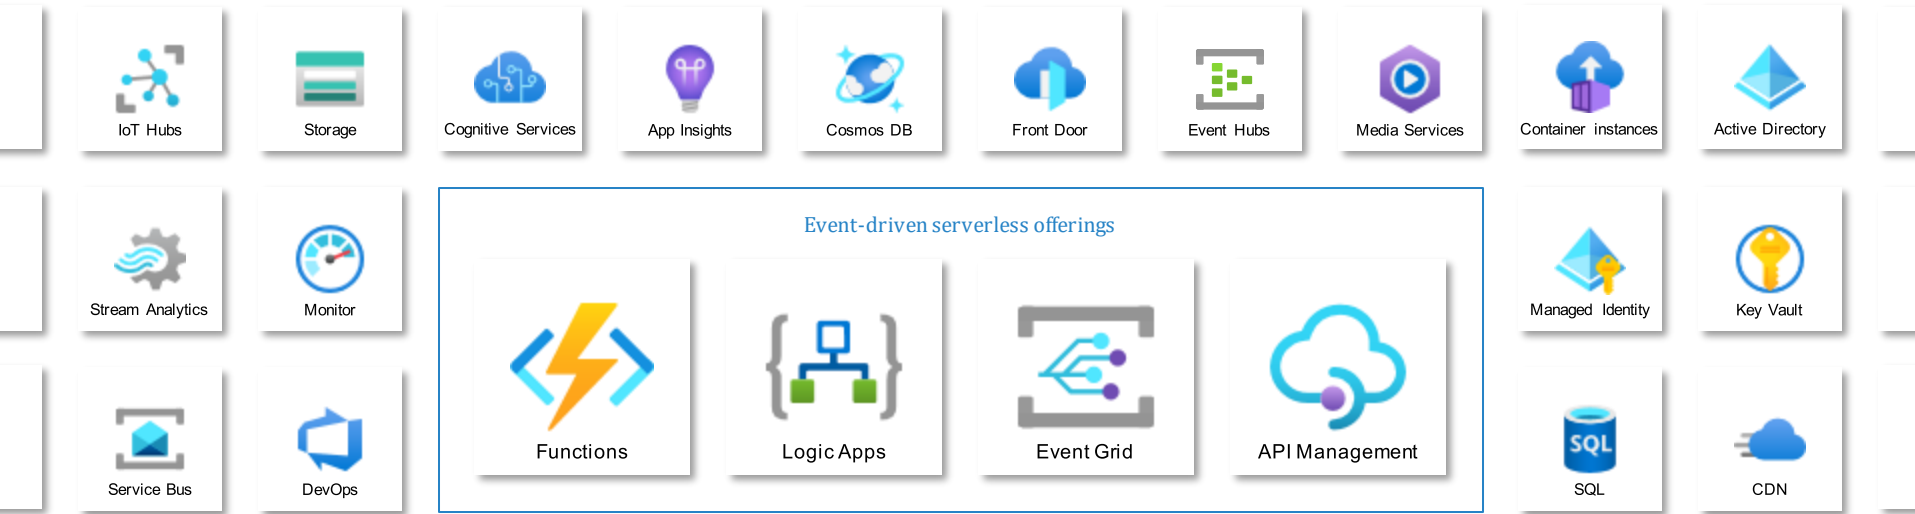 IoT Hubs
Storage
Cognitive Services
App Insights
Cosmos DB
Front Door
Event Hubs
Media Services
Container instances
Active Directory
Event-driven serverless offerings
Stream Analytics
Monitor
Managed Identity
Key Vault
Functions
Logic Apps
Event Grid
API Management
Service Bus
DevOps
SQL
SQL
CDN